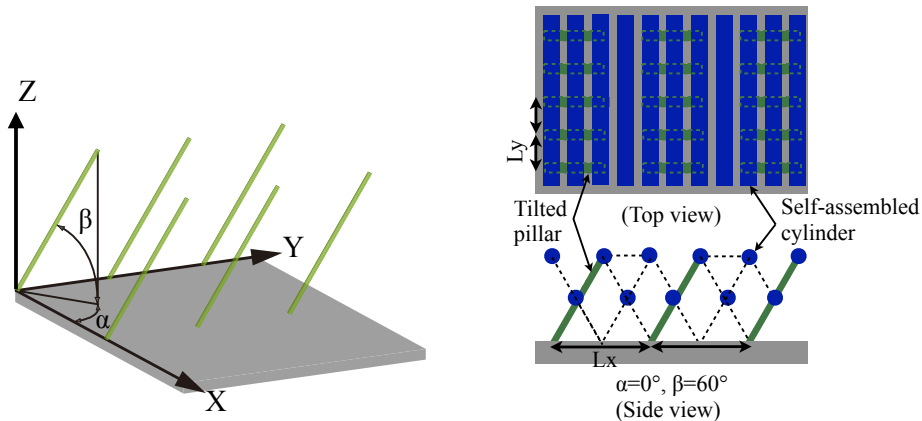 Z
β
Y
α
X
Ly
Tilted
pillar
(Top view)
Self-assembled
cylinder
Lx
α=0°, β=60°
(Side view)